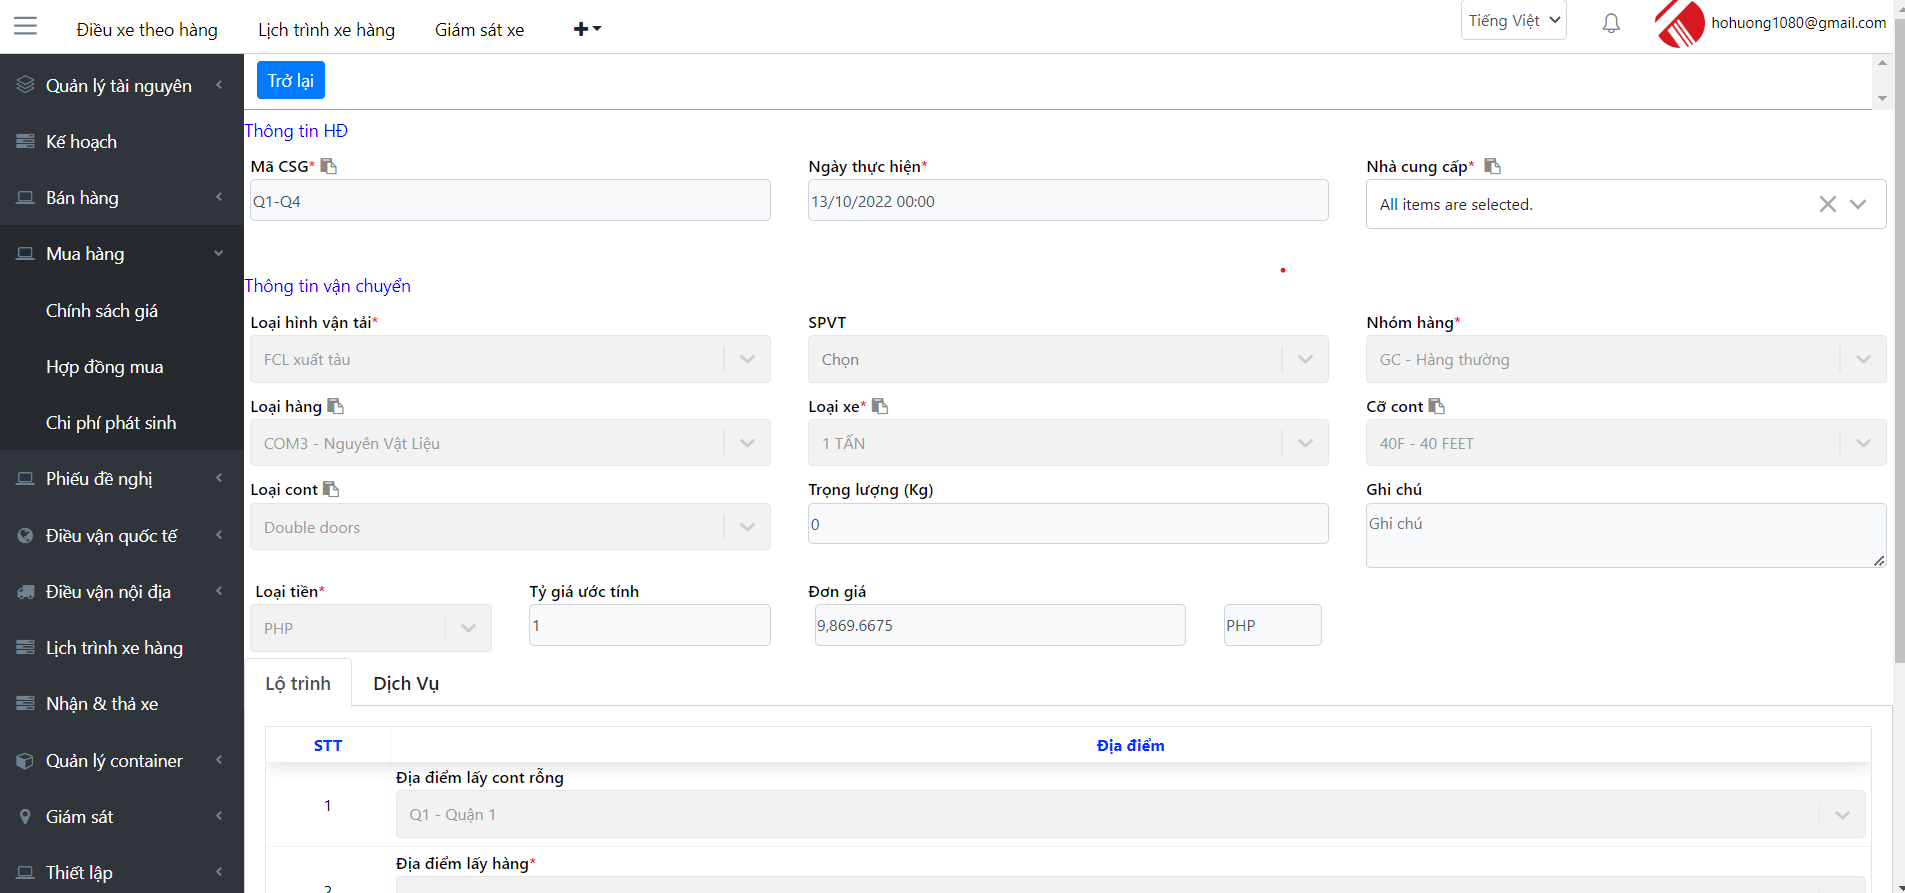 Điều xe theo hàng
Lịch trình xe hàng
Giám sát xe
Tiếng Việt
hohuong1080@gmail.com
Quản lý tài nguyên
Kế hoạch
Bán hàng
Mua hàng
Chính sách giá
Hợp đồng mua
Chi phí phát sinh
Phiếu đề nghị
Điều vận quốc tế
Điều vận nội địa
Lịch trình xe hàng
Nhận & thả xe
Quản lý container
Giám sát
Thiết lập
Trở lại
Thông tin HĐ
Mã CSG*
Ngày thực hiện*
Nhà cung cấp*
Q1-Q4
13/10/2022 00:00
All items are selected.
Thông tin vận chuyển
Loại hình vận tải*
SPVT
Nhóm hàng*
FCL xuất tàu
Chọn
GC - Hàng thường
Loại hàng
Loại xe*
Cỡ cont
COM3 - Nguyên Vật Liệu
1 TẤN
40F - 40 FEET
Loại cont
Trọng lượng (Kg)
Ghi chú
Double doors
0
Ghi chú
Loại tiền*
Tỷ giá ước tính
Đơn giá
PHP
1
9,869.6675
PHP
Lộ trình
Dịch Vụ
STT
Địa điểm
1
Địa điểm lấy cont rỗng
Q1 - Quận 1
2
Địa điểm lấy hàng*